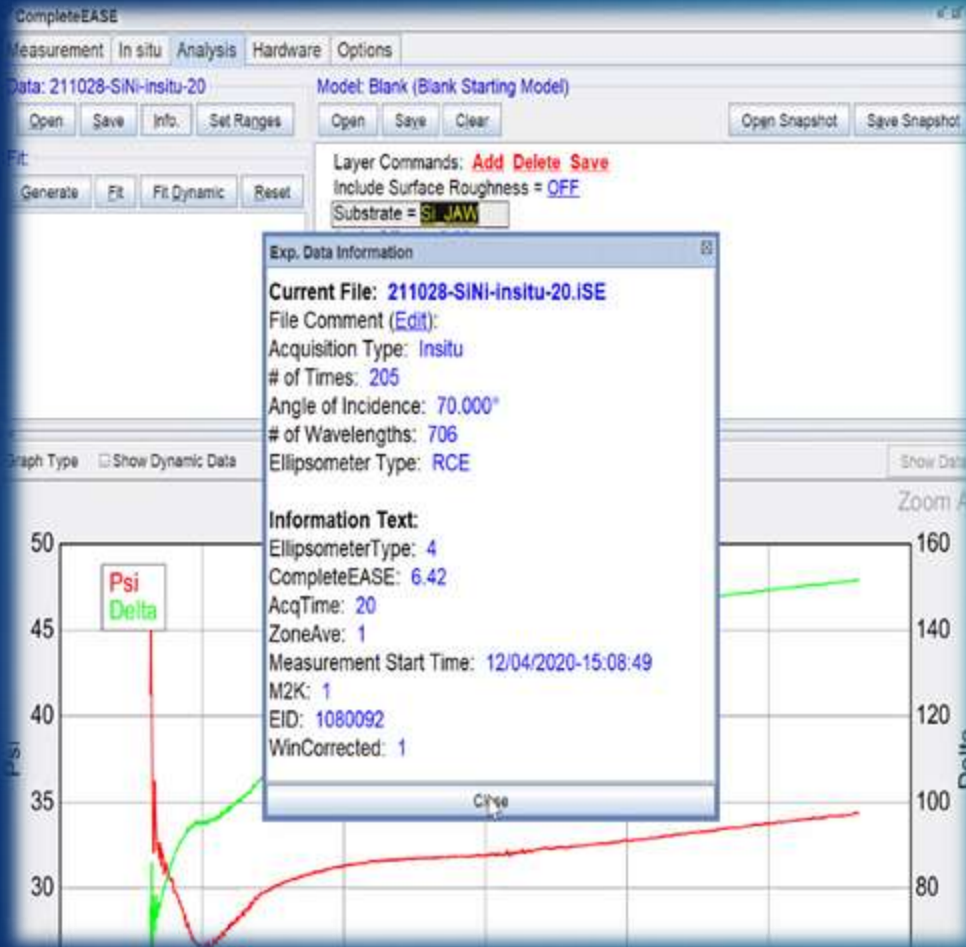 CompleteEASE
Measurement In situ Analysis Hardware Options
Data: 211028-SiNi-insitu-20
Model: Blank (Blank Starting Model)
Open Save Info. Set Ranges
Open Save Clear
Open Snapshot Save Snapshot
Fit:
Generate Fit Fit Dynamic Reset
Layer Commands: Add Delete Save
Include Surface Roughness = OFF
Substrate = SI_JAW
Exp. Data Information
Current File: 211028-SiNi-insitu-20.iSE
File Comment (Edit):
Acquisition Type: Insitu
# of Times: 205
Angle of Incidence: 70.000°
# of Wavelengths: 706
Ellipsometer Type: RCE
Information Text:
EllipsometerType: 4
CompleteEASE: 6.42
AcqTime: 20
ZoneAve: 1
Measurement Start Time: 12/04/2020-15:08:49
M2K: 1
EID: 1080092
WinCorrected: 1
Close
Graph Type Show Dynamic Data
Show Data
Zoom A
50
45
40
35
30
Psi
Psi
Delta
160
140
120
100
80
Delta